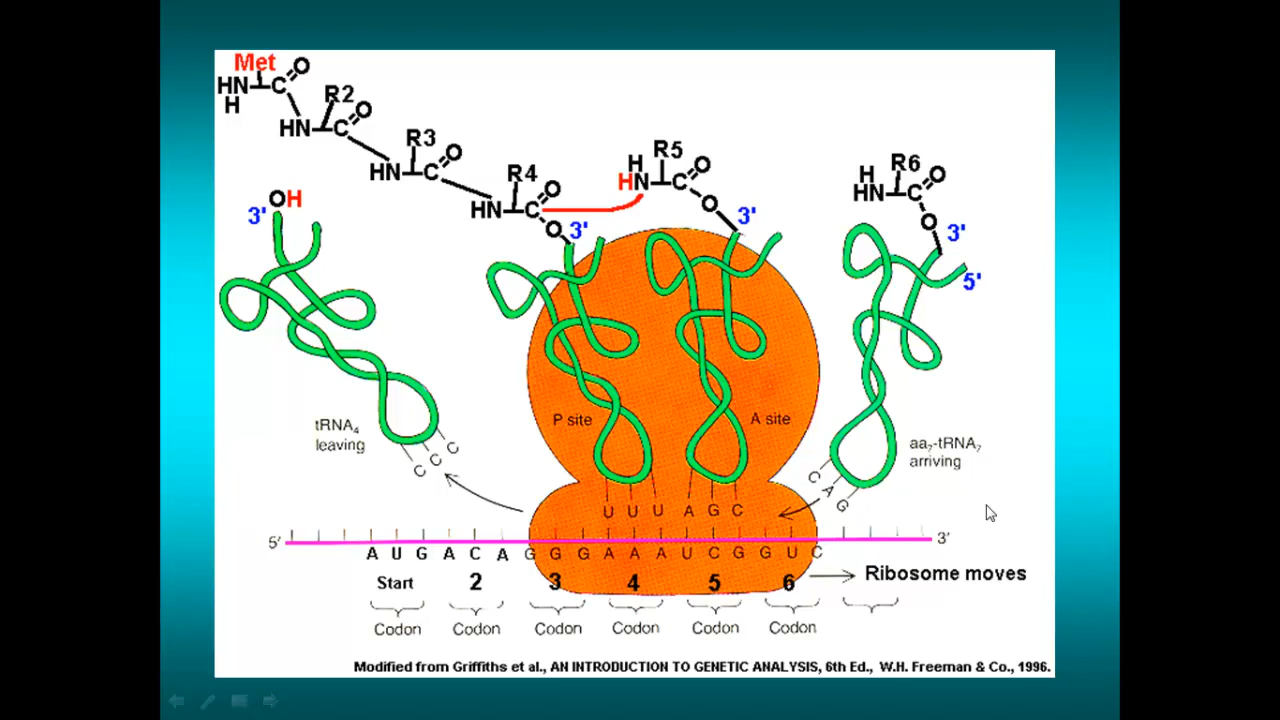 Met
HN
H
C
O
R2
HN
C
O
R3
HN
C
O
R4
HN
C
O
O
3'
H
HN
R5
C
O
O
3'
H
HN
R6
C
O
O
3'
5'
3'
OH
P site
A site
tRNA4
leaving
C C C
aa7-tRNA7
arriving
C A G
U U U A G C
5'
3'
A U G A C A G G G A A A U C G G U C
Start 2 3 4 5 6
Ribosome moves
Codon Codon Codon Codon Codon Codon
Modified from Griffiths et al., AN INTRODUCTION TO GENETIC ANALYSIS, 6th Ed., W.H. Freeman & Co., 1996.